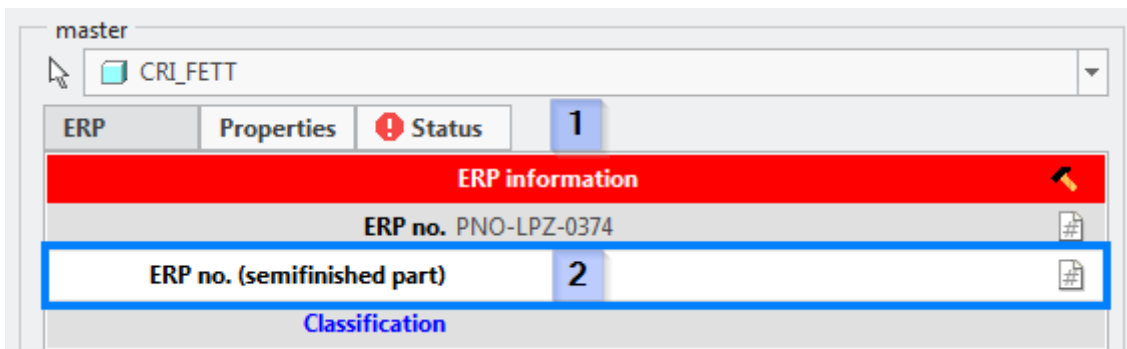 master
CRI_FETT
ERP Properties Status 1
ERP information
ERP no. PNO-LPZ-0374 #
ERP no. (semifinished part) 2 #
Classification